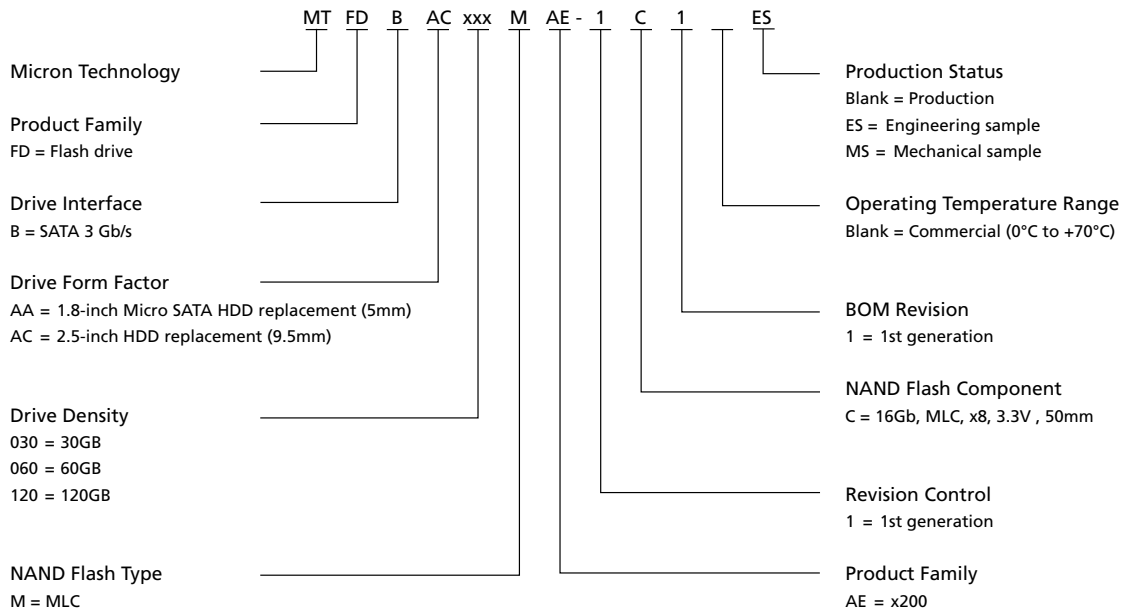 MT FD B AC xxx M AE - 1 C 1 ES
Micron Technology
Product Family
FD = Flash drive
Drive Interface
B = SATA 3 Gb/s
Drive Form Factor
AA = 1.8-inch Micro SATA HDD replacement (5mm)
AC = 2.5-inch HDD replacement (9.5mm)
Drive Density
030 = 30GB
060 = 60GB
120 = 120GB
NAND Flash Type
M = MLC
Production Status
Blank = Production
ES = Engineering sample
MS = Mechanical sample
Operating Temperature Range
Blank = Commercial (0°C to +70°C)
BOM Revision
1 = 1st generation
NAND Flash Component
C = 16Gb, MLC, x8, 3.3V , 50mm
Revision Control
1 = 1st generation
Product Family
AE = x200